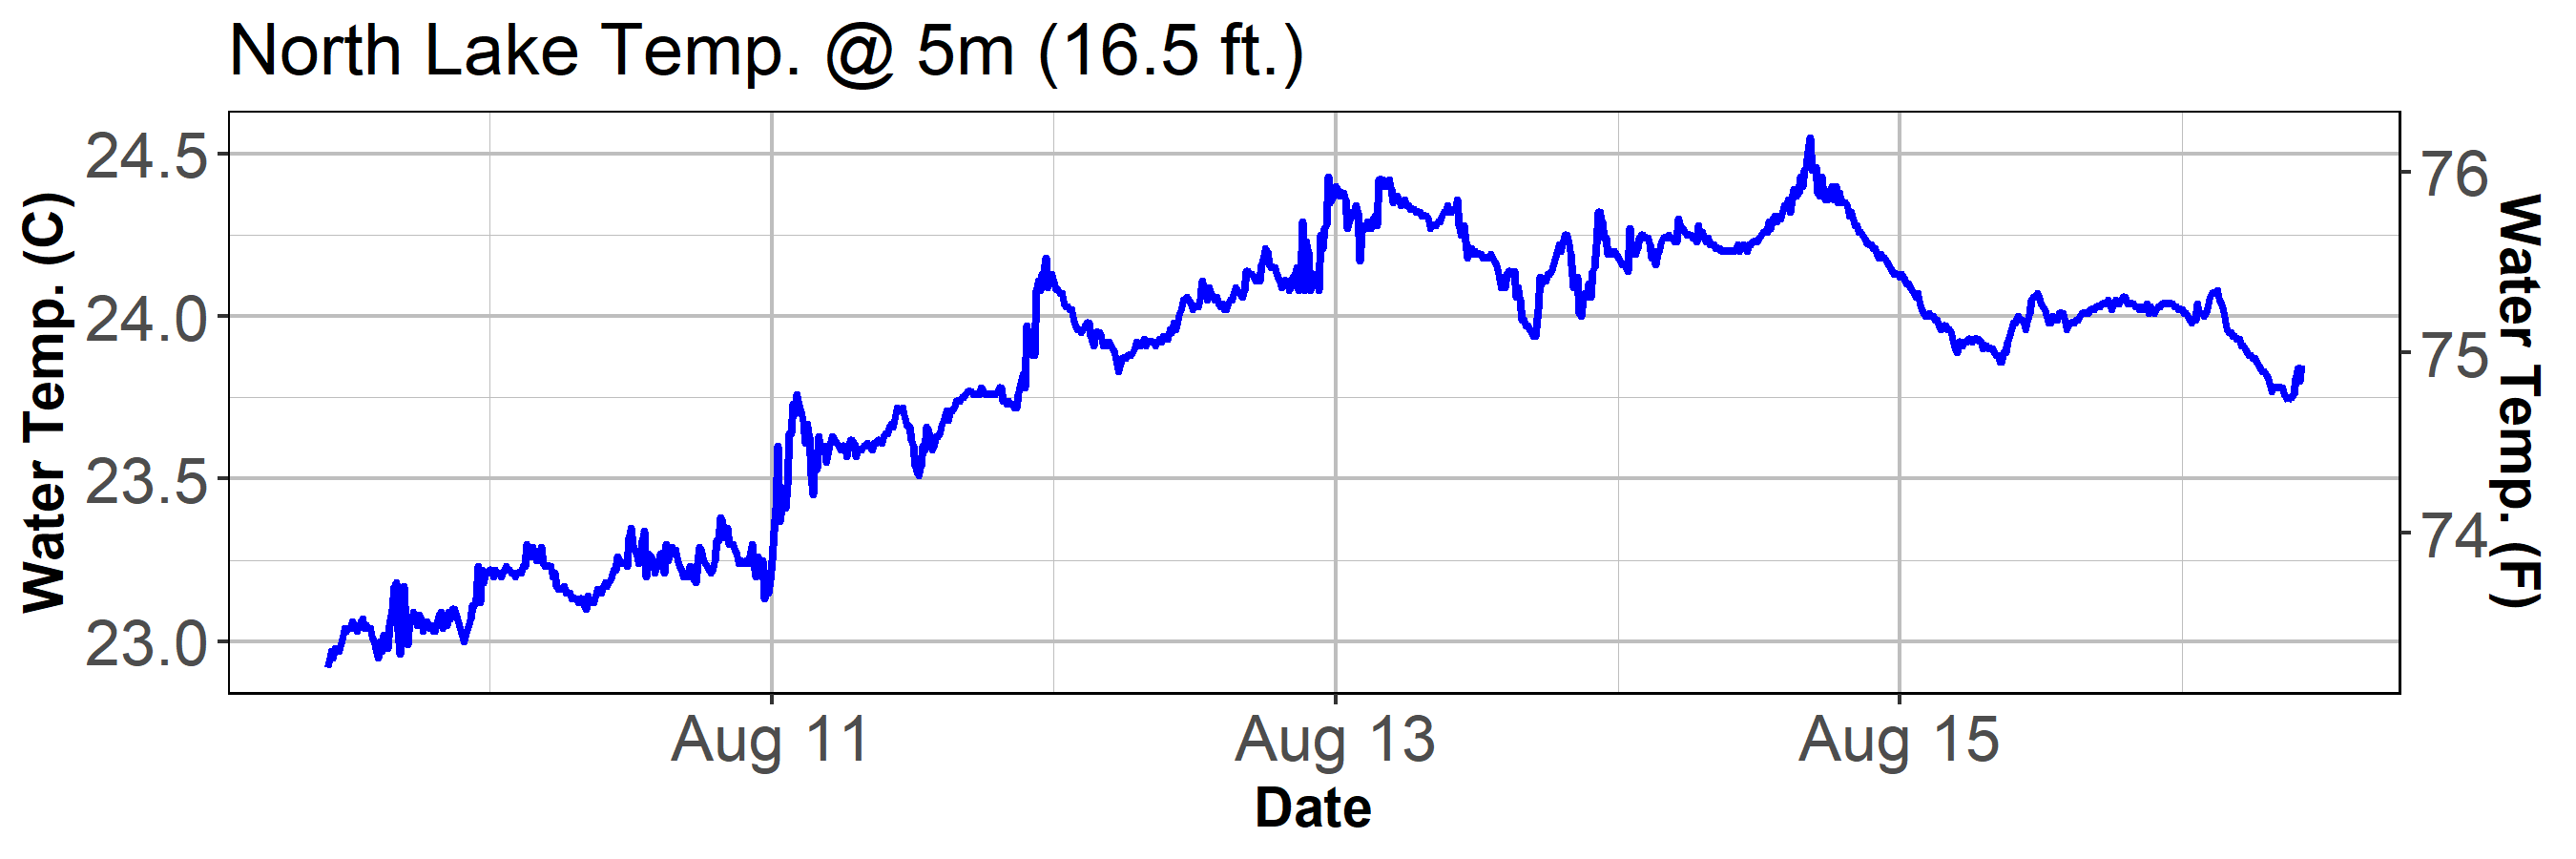 North Lake Temp. @ 5m (16.5 ft.)
Water Temp. (C)
24.5
24.0
23.5
23.0
76
75
74
Water Temp. (F)
Aug 11
Aug 13
Aug 15
Date